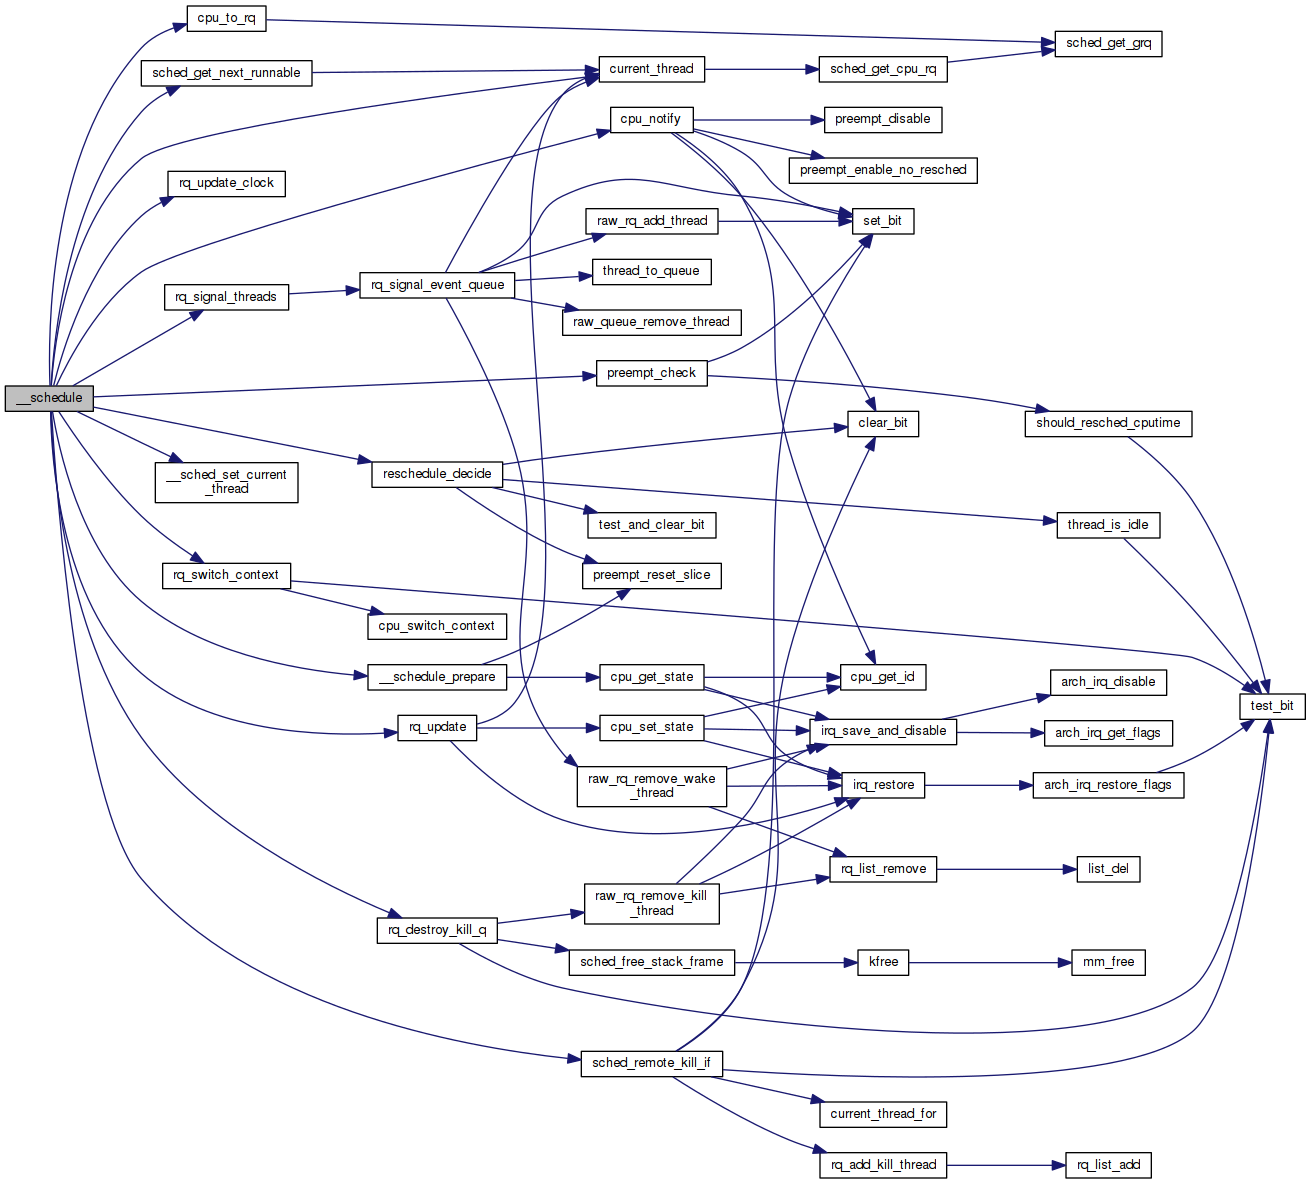 cpu_to_rq
sched_get_grq
sched_get_next_runnable
current_thread
sched_get_cpu_rq
cpu_notify
preempt_disable
preempt_enable_no_resched
rq_update_clock
raw_rq_add_thread
set_bit
thread_to_queue
rq_signal_event_queue
rq_signal_threads
raw_queue_remove_thread
preempt_check
__schedule
clear_bit
should_resched_cputime
reschedule_decide
__sched_set_current
_thread
test_and_clear_bit
thread_is_idle
rq_switch_context
preempt_reset_slice
cpu_switch_context
__schedule_prepare
cpu_get_state
cpu_get_id
arch_irq_disable
test_bit
rq_update
cpu_set_state
irq_save_and_disable
arch_irq_get_flags
raw_rq_remove_wake
_thread
irq_restore
arch_irq_restore_flags
rq_list_remove
list_del
raw_rq_remove_kill
_thread
rq_destroy_kill_q
sched_free_stack_frame
kfree
mm_free
sched_remote_kill_if
current_thread_for
rq_add_kill_thread
rq_list_add